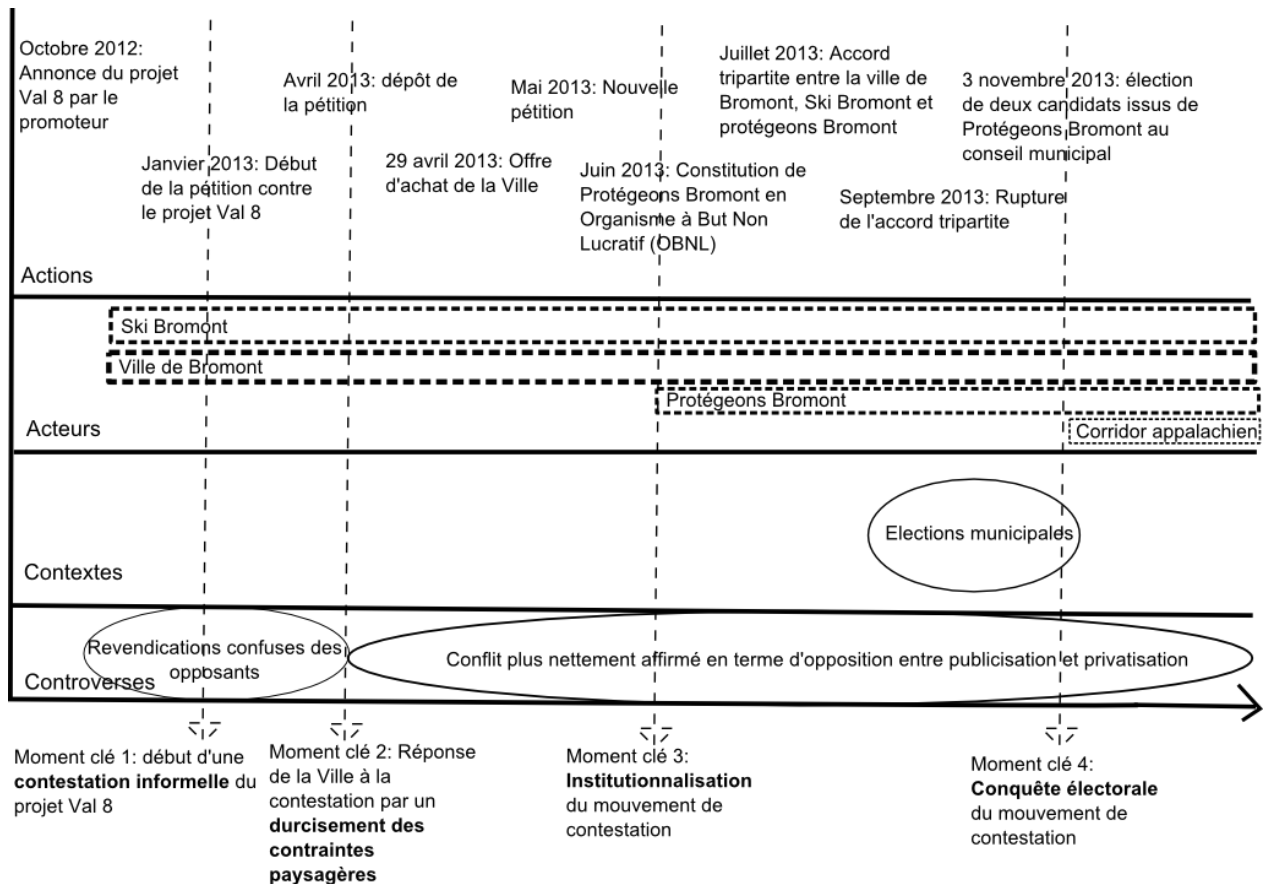 Octobre 2012:
Annonce du projet
Val 8 par le
promoteur
Janvier 2013: Début
de la pétition contre
le projet Val 8
Avril 2013: dépôt de
la pétition
29 avril 2013: Offre
d'achat de la Ville
Mai 2013: Nouvelle
pétition
Juin 2013: Constitution de
Protégeons Bromont en
Organisme à But Non
Lucratif (OBNL)
Juillet 2013: Accord
tripartite entre la ville de
Bromont, Ski Bromont et
protégeons Bromont
Septembre 2013: Rupture
de l'accord tripartite
3 novembre 2013: élection
de deux candidats issus de
Protégeons Bromont au
conseil municipal
Actions
Ski Bromont
Ville de Bromont
Protégeons Bromont
Corridor appalachien
Acteurs
Elections municipales
Contextes
Revendications confuses des
opposants
Conflit plus nettement affirmé en terme d'opposition entre publicisation et privatisation
Controverses
Moment clé 1: début d'une
contestation informelle du
projet Val 8
Moment clé 2: Réponse
de la Ville à la
contestation par un
durcisement des
contraintes
paysagères
Moment clé 3:
Institutionnalisation
du mouvement de
contestation
Moment clé 4:
Conquête électorale
du mouvement de
contestation